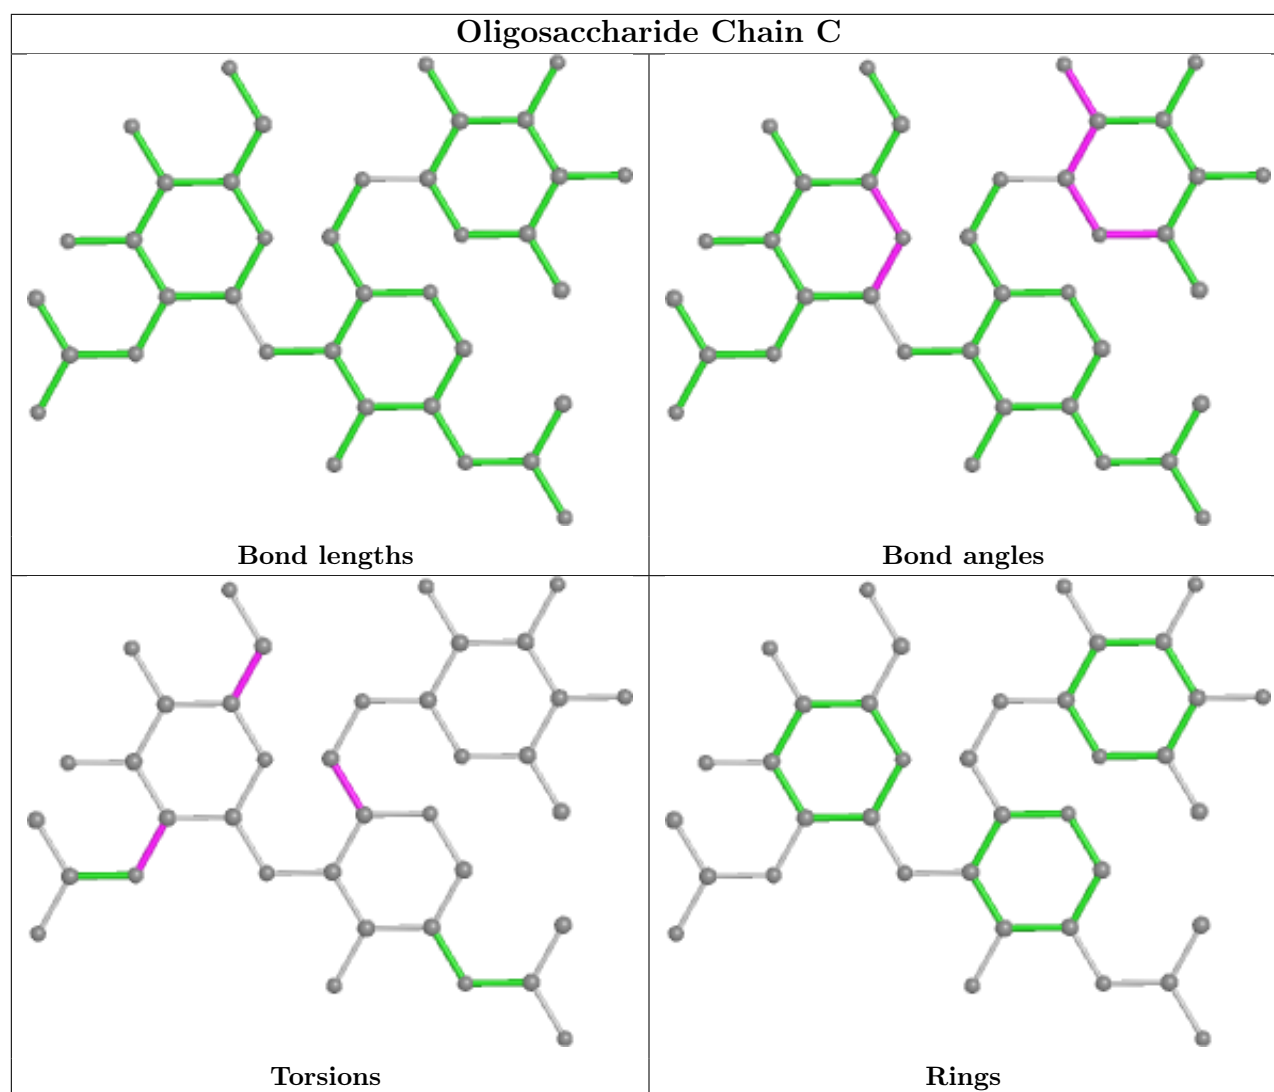 Oligosaccharide Chain C
Bond lengths
Bond angles
Torsions
Rings